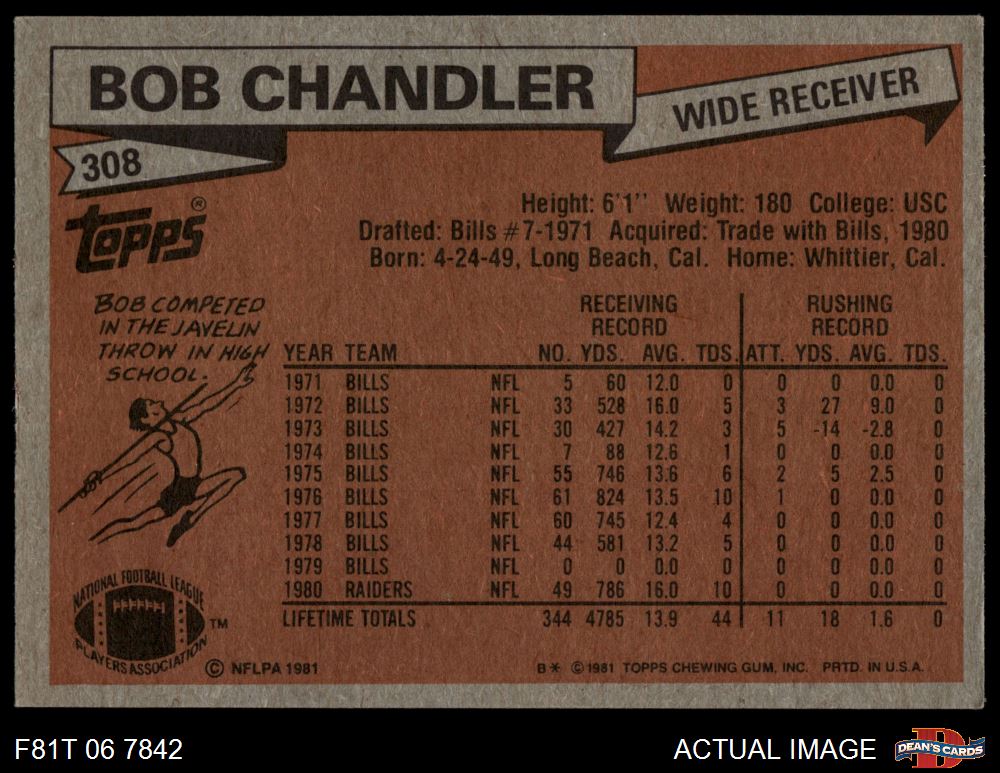 BOB CHANDLER
WIDE RECEIVER
308
TOPPS®
Height: 6'1'' Weight: 180 College: USC
Drafted: Bills #7-1971 Acquired: Trade with Bills, 1980
Born: 4-24-49, Long Beach, Cal. Home: Whittier, Cal.
BOB COMPETED
IN THE JAVELIN
THROW IN HIGH
SCHOOL.
RECEIVING RUSHING
RECORD RECORD
YEAR TEAM NO. YDS. AVG. TDS. ATT. YDS. AVG. TDS.
1971 BILLS NFL 5 60 12.0 0 0 0 0.0 0
1972 BILLS NFL 33 528 16.0 5 3 27 9.0 0
1973 BILLS NFL 30 427 14.2 3 5 -14 -2.8 0
1974 BILLS NFL 7 88 12.6 1 0 0 0.0 0
1975 BILLS NFL 55 746 13.6 6 2 5 2.5 0
1976 BILLS NFL 61 824 13.5 10 1 0 0.0 0
1977 BILLS NFL 60 745 12.4 4 0 0 0.0 0
1978 BILLS NFL 44 581 13.2 5 0 0 0.0 0
1979 BILLS NFL 0 0 0.0 0 0 0 0.0 0
1980 RAIDERS NFL 49 786 16.0 10 0 0 0.0 0
LIFETIME TOTALS 344 4785 13.9 44 11 18 1.6 0
NATIONAL FOOTBALL LEAGUE
PLAYERS ASSOCIATION
TM
© NFLPA 1981
B* © 1981 TOPPS CHEWING GUM, INC. PRTD. IN U.S.A.
F81T 06 7842
ACTUAL IMAGE
D
DEAN'S CARDS